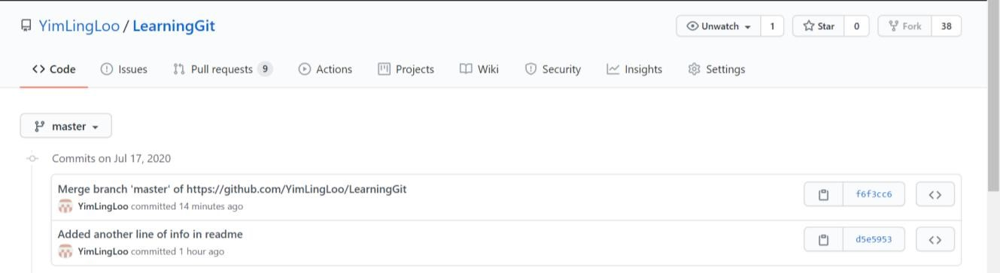 YimLingLoo / LearningGit
Unwatch 1 Star 0 Fork 38
Code Issues Pull requests 9 Actions Projects Wiki Security Insights Settings
master
Commits on Jul 17, 2020
Merge branch 'master' of https://github.com/YimLingLoo/LearningGit
f6f3cc6
YimLingLoo committed 14 minutes ago
Added another line of info in readme
d5e5953
YimLingLoo committed 1 hour ago